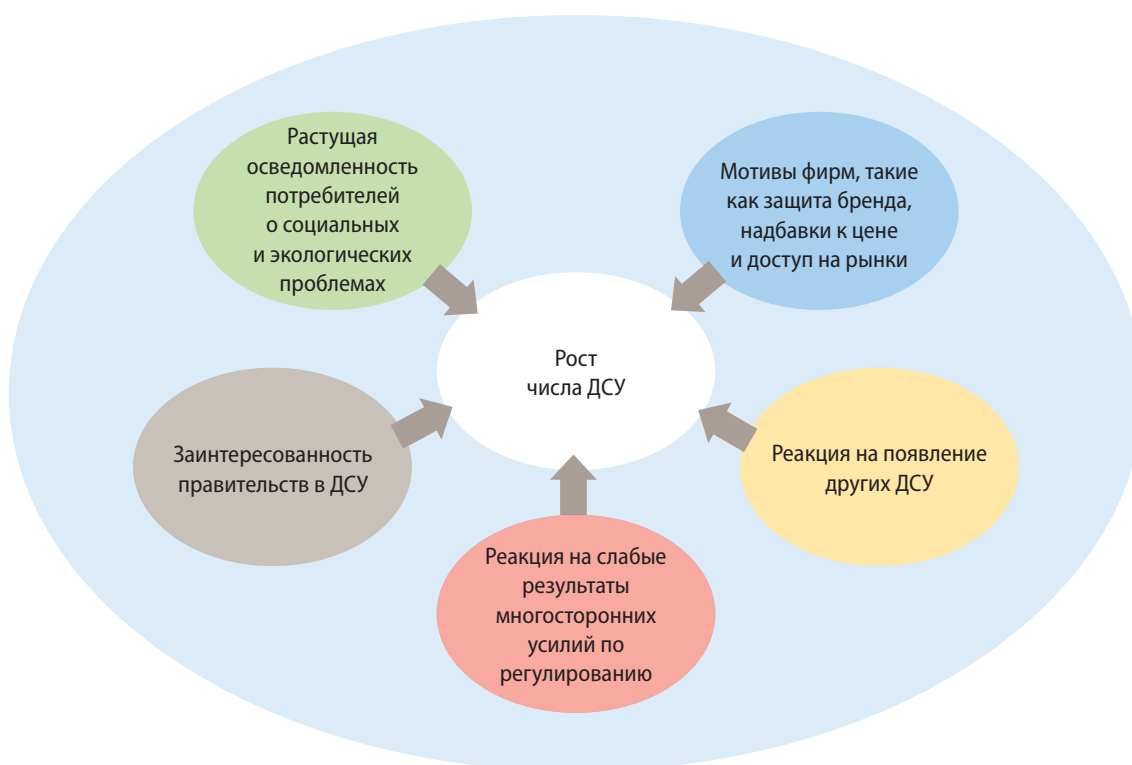 Растущая
осведомленность
потребителей
о социальных
и экологических
проблемах
Мотивы фирм, такие
как защита бренда,
надбавки к цене
и доступ на рынки
Рост
числа ДСУ
Заинтересованность
правительств в ДСУ
Реакция на появление
других ДСУ
Реакция на слабые
результаты
многосторонних
усилий по
регулированию